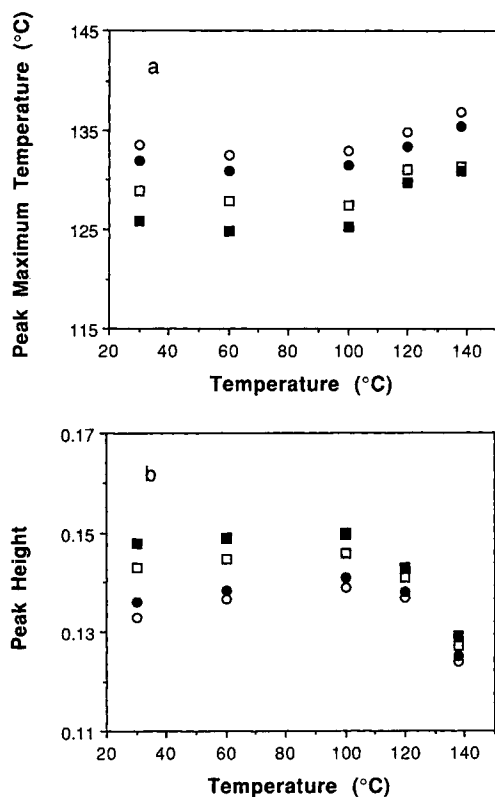 Peak Maximum Temperature (°C)
145
135
125
115
a
20 40 60 80 100 120 140
Temperature (°C)
Peak Height
0.17
0.15
0.13
0.11
b
20 40 60 80 100 120 140
Temperature (°C)